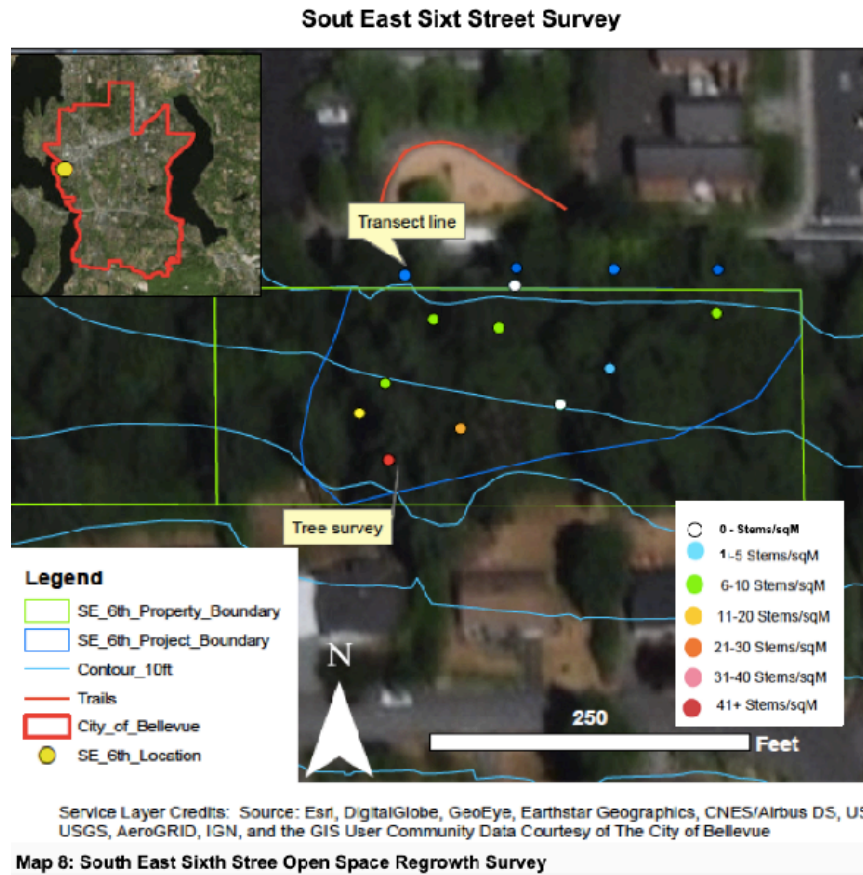 Sout East Sixt Street Survey
Transect line
Tree survey
0 - Stems/sqM
1-5 Stems/sqM
6-10 Stems/sqM
11-20 Stems/sqM
21-30 Stems/sqM
31-40 Stems/sqM
41+ Stems/sqM
Legend
SE_6th_Property_Boundary
SE_6th_Project_Boundary
Contour_10ft
Trails
City_of_Bellevue
SE_6th_Location
N
250
Feet
Service Layer Credits: Source: Esri, DigitalGlobe, GeoEye, Earthstar Geographics, CNES/Airbus DS, US
USGS, AeroGRID, IGN, and the GIS User Community Data Courtesy of The City of Bellevue
Map 8: South East Sixth Stree Open Space Regrowth Survey